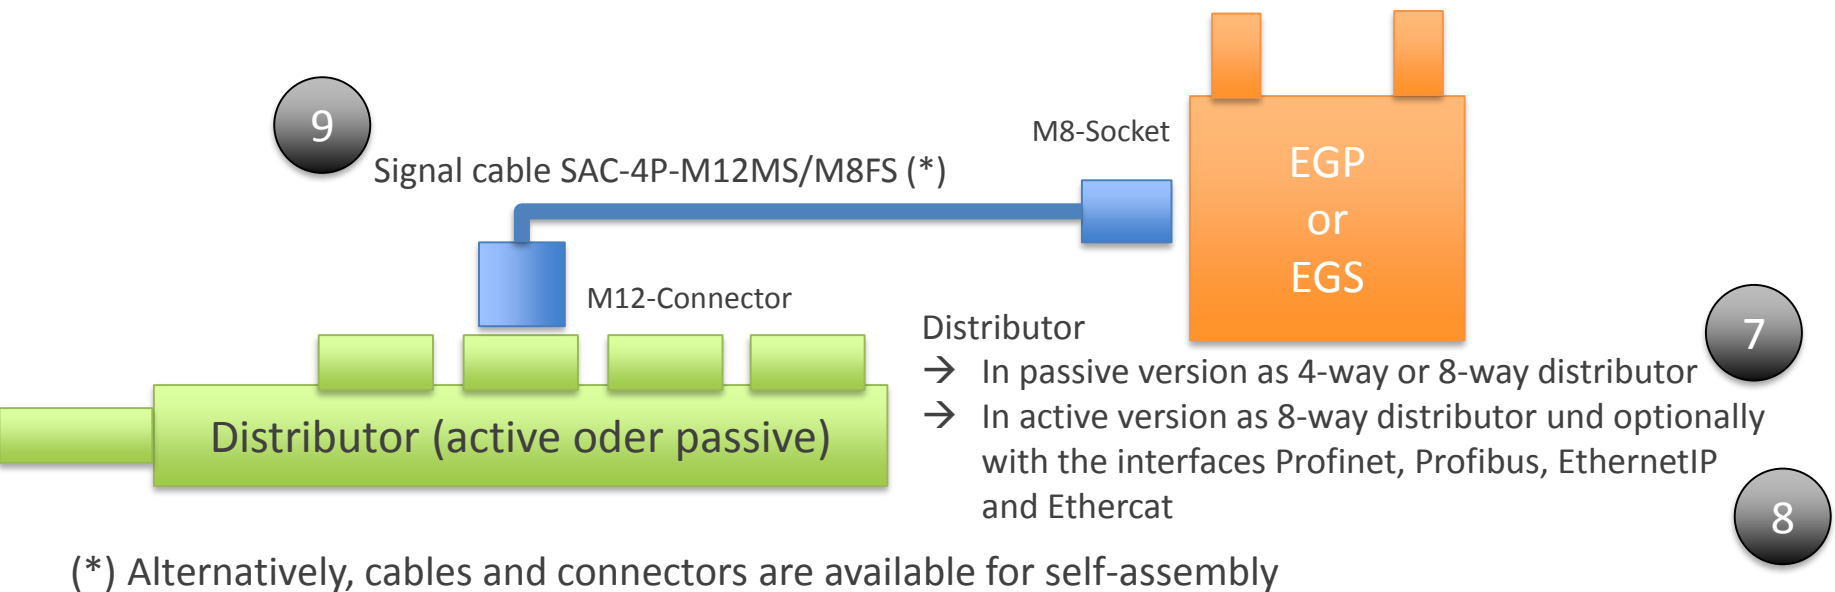 9
Signal cable SAC-4P-M12MS/M8FS (*)
M8-Socket
EGP
or
EGS
M12-Connector
Distributor (active oder passive)
Distributor
→ In passive version as 4-way or 8-way distributor
7
→ In active version as 8-way distributor und optionally
with the interfaces Profinet, Profibus, EthernetIP
and Ethercat
8
(*) Alternatively, cables and connectors are available for self-assembly